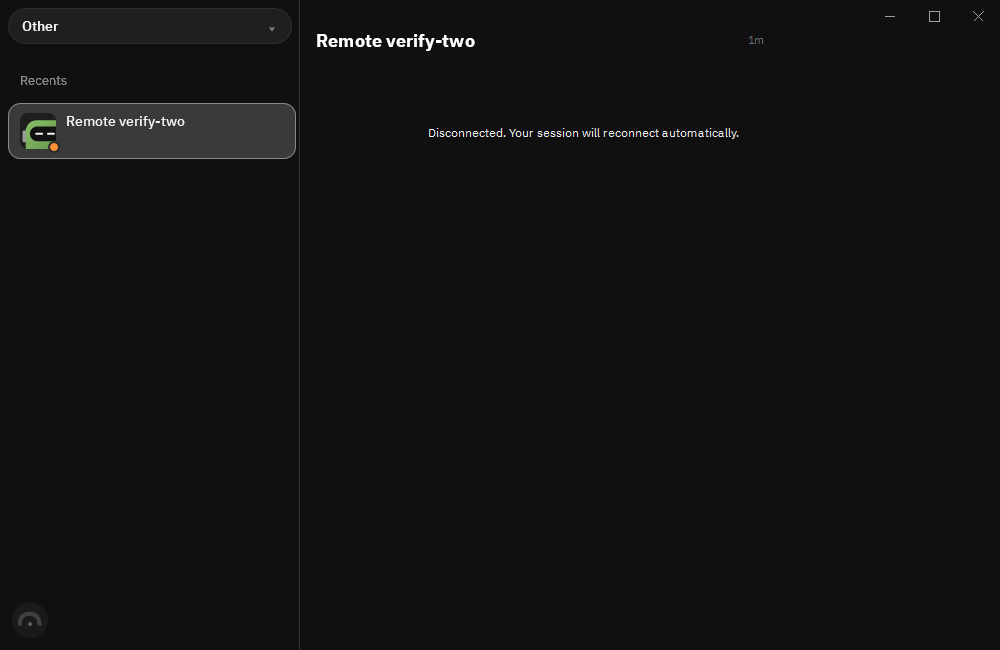 Other
Recents
Remote verify-two
Remote verify-two
1m
Disconnected. Your session will reconnect automatically.